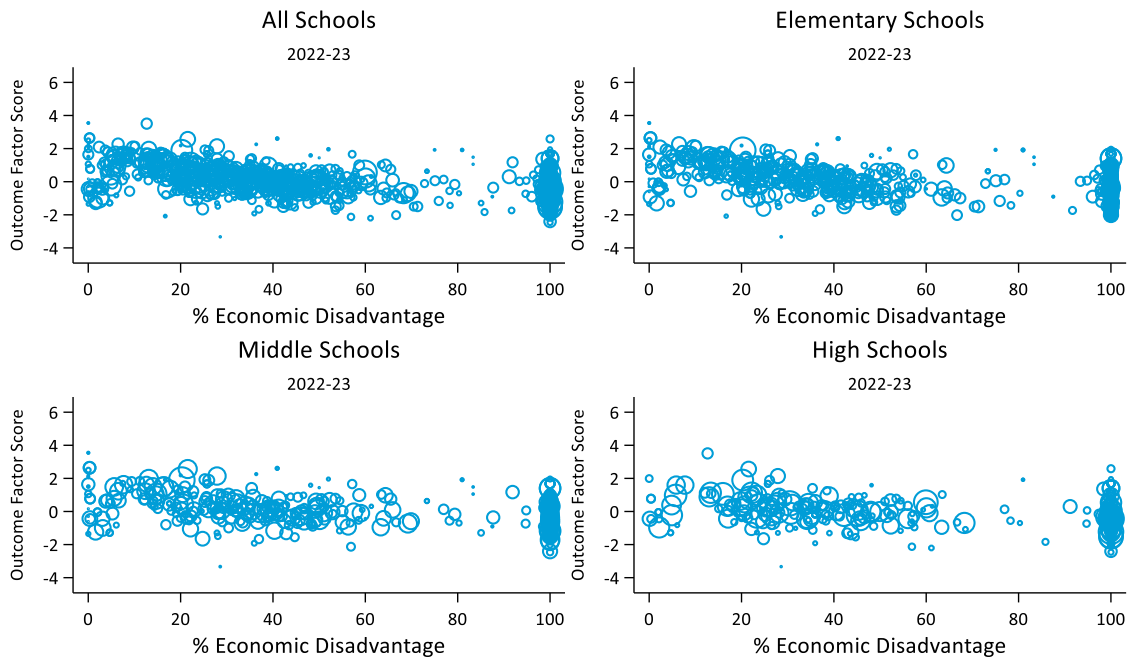 All Schools
2022-23
Outcome Factor Score
6
4
2
0
-2
-4
0 20 40 60 80 100
% Economic Disadvantage
Elementary Schools
2022-23
Outcome Factor Score
6
4
2
0
-2
-4
0 20 40 60 80 100
% Economic Disadvantage
Middle Schools
2022-23
Outcome Factor Score
6
4
2
0
-2
-4
0 20 40 60 80 100
% Economic Disadvantage
High Schools
2022-23
Outcome Factor Score
6
4
2
0
-2
-4
0 20 40 60 80 100
% Economic Disadvantage